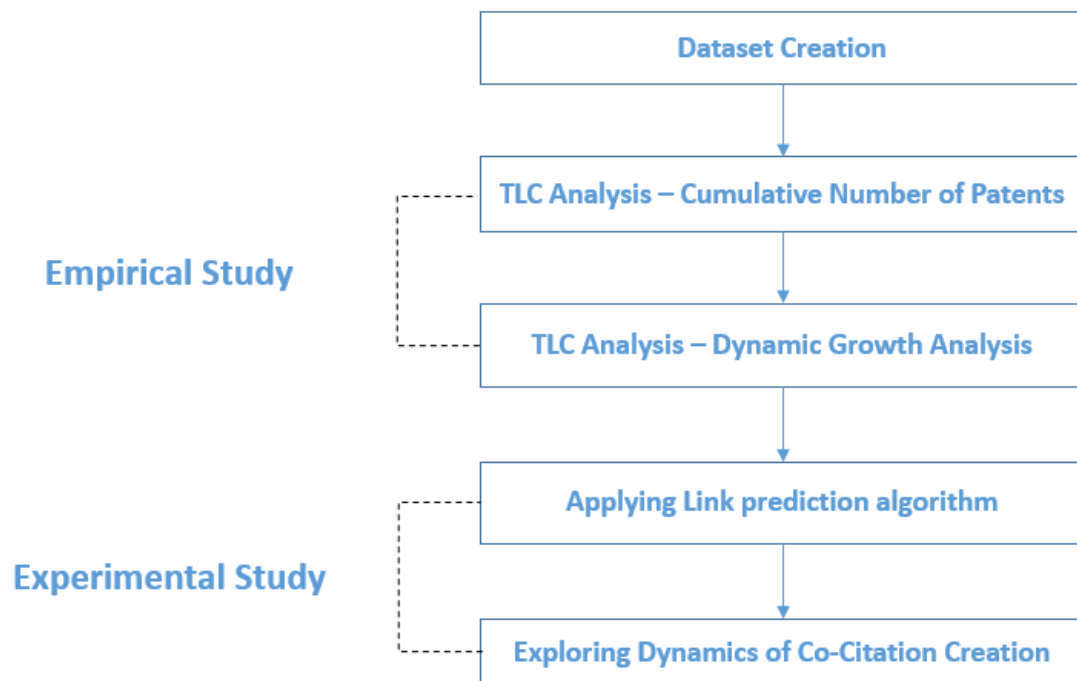 Dataset Creation
TLC Analysis – Cumulative Number of Patents
Empirical Study
TLC Analysis – Dynamic Growth Analysis
Applying Link prediction algorithm
Experimental Study
Exploring Dynamics of Co-Citation Creation